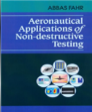 ABBAS FAHR
Aeronautical
Applications of
Non-destructive
Testing